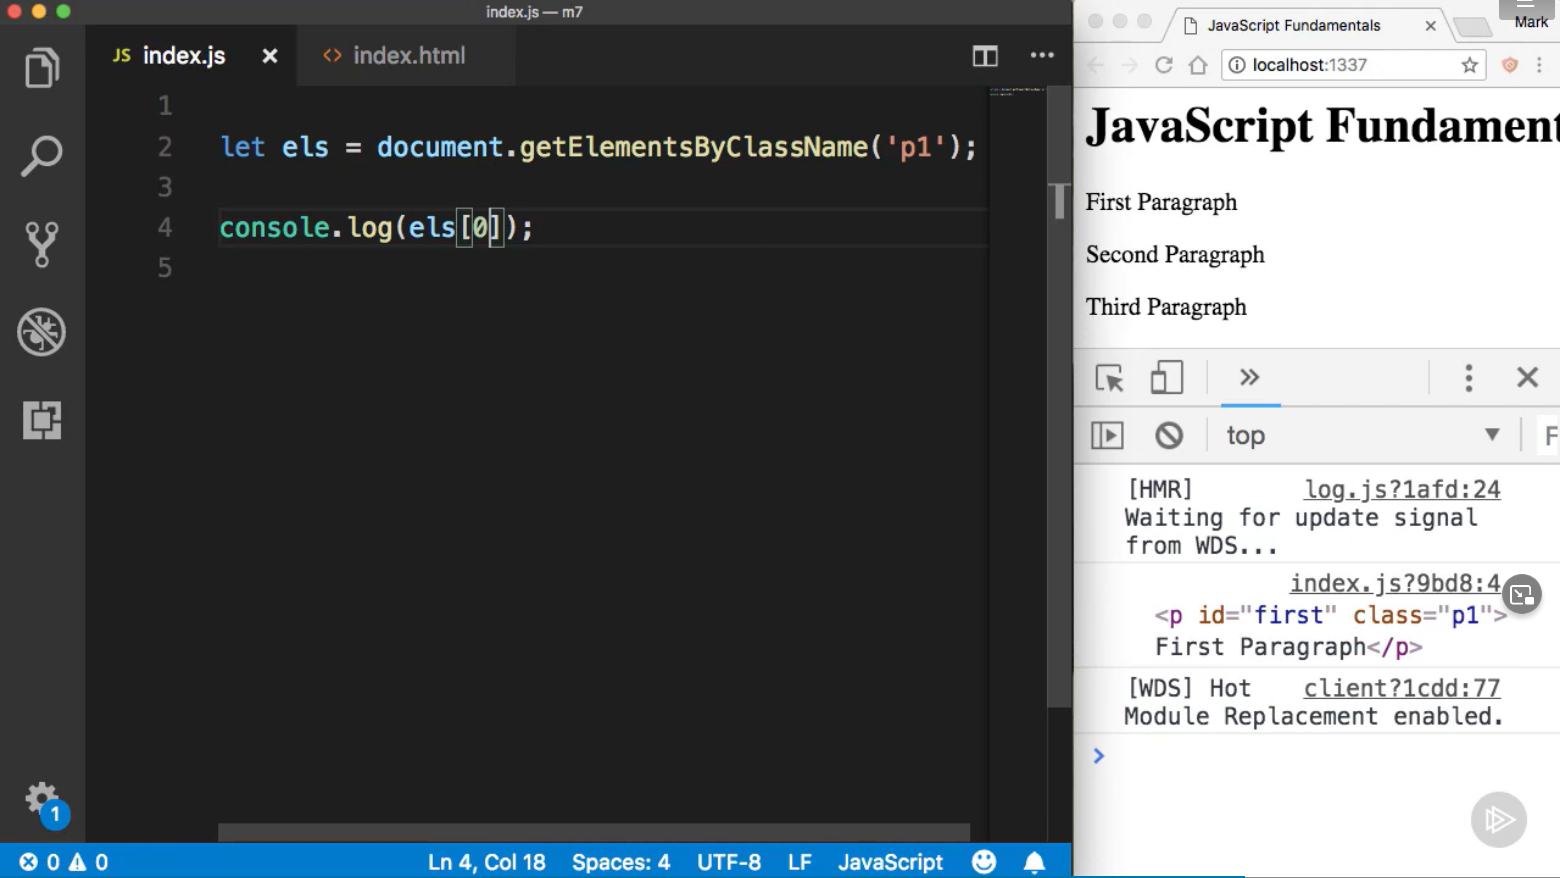 index.js — m7
JS index.js
<> index.html
1
2 let els = document.getElementsByClassName('p1');
3
4 console.log(els[0]);
5
1
0 0
Ln 4, Col 18 Spaces: 4 UTF-8 LF JavaScript
JavaScript Fundamentals
Mark
localhost:1337
JavaScript Fundament
First Paragraph
Second Paragraph
Third Paragraph
top
F
[HMR] log.js?1afd:24
Waiting for update signal
from WDS...
index.js?9bd8:4
<p id="first" class="p1">
First Paragraph</p>
[WDS] Hot client?1cdd:77
Module Replacement enabled.